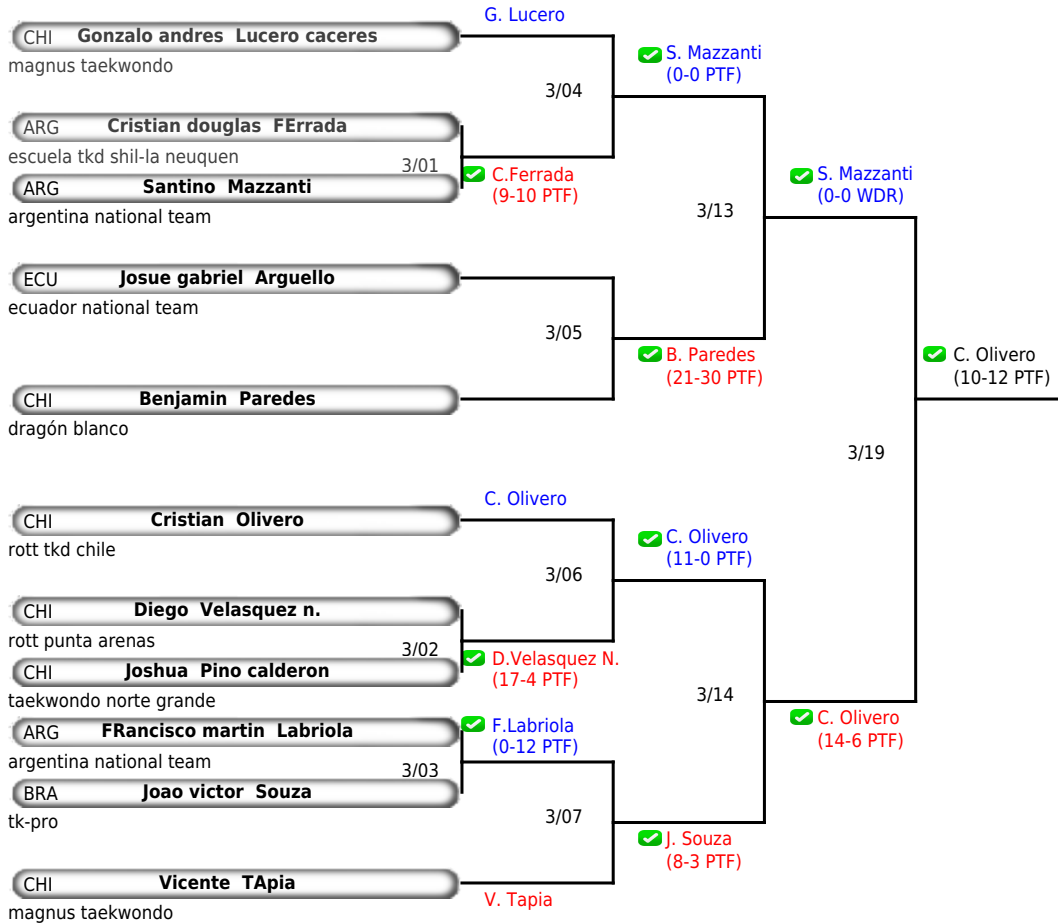 G. Lucero
CHI Gonzalo andres Lucero caceres
magnus taekwondo
S. Mazzanti
(0-0 PTF)
3/04
ARG Cristian douglas FErrada
escuela tkd shil-la neuquen
3/01
C.Ferrada
(9-10 PTF)
ARG Santino Mazzanti
argentina national team
S. Mazzanti
(0-0 WDR)
3/13
ECU Josue gabriel Arguello
ecuador national team
3/05
B. Paredes
(21-30 PTF)
CHI Benjamin Paredes
dragón blanco
C. Olivero
(10-12 PTF)
3/19
C. Olivero
CHI Cristian Olivero
rott tkd chile
C. Olivero
(11-0 PTF)
3/06
CHI Diego Velasquez n.
rott punta arenas
3/02
D.Velasquez N.
(17-4 PTF)
CHI Joshua Pino calderon
taekwondo norte grande
3/14
C. Olivero
(14-6 PTF)
F.Labriola
(0-12 PTF)
ARG FRancisco martin Labriola
argentina national team
3/03
BRA Joao victor Souza
tk-pro
3/07
J. Souza
(8-3 PTF)
CHI Vicente TApia
magnus taekwondo
V. Tapia